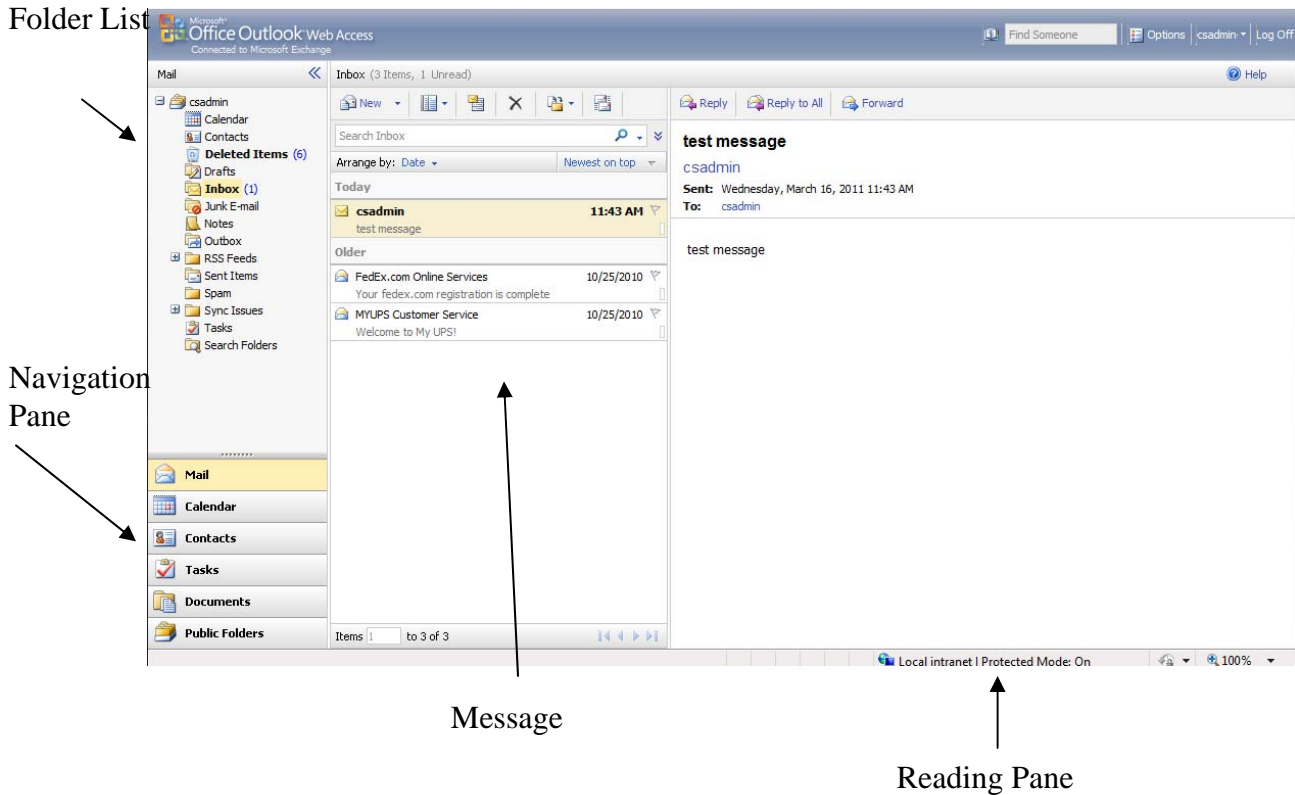 Folder List
Microsoft
Office Outlook Web Access
Connected to Microsoft Exchange
Find Someone
Options
csadmin
Log Off
Mail
Inbox (3 Items, 1 Unread)
Help
csadmin
Calendar
Contacts
Deleted Items (6)
Drafts
Inbox (1)
Junk E-mail
Notes
Outbox
RSS Feeds
Sent Items
Spam
Sync Issues
Tasks
Search Folders
New
Search Inbox
Arrange by: Date
Newest on top
Today
csadmin 11:43 AM
test message
Older
FedEx.com Online Services 10/25/2010
Your fedex.com registration is complete
MYUPS Customer Service 10/25/2010
Welcome to My UPS!
Reply
Reply to All
Forward
test message
csadmin
Sent: Wednesday, March 16, 2011 11:43 AM
To: csadmin
test message
Navigation
Pane
Mail
Calendar
Contacts
Tasks
Documents
Public Folders
Items 1 to 3 of 3
Local intranet | Protected Mode: On
100%
Message
Reading Pane